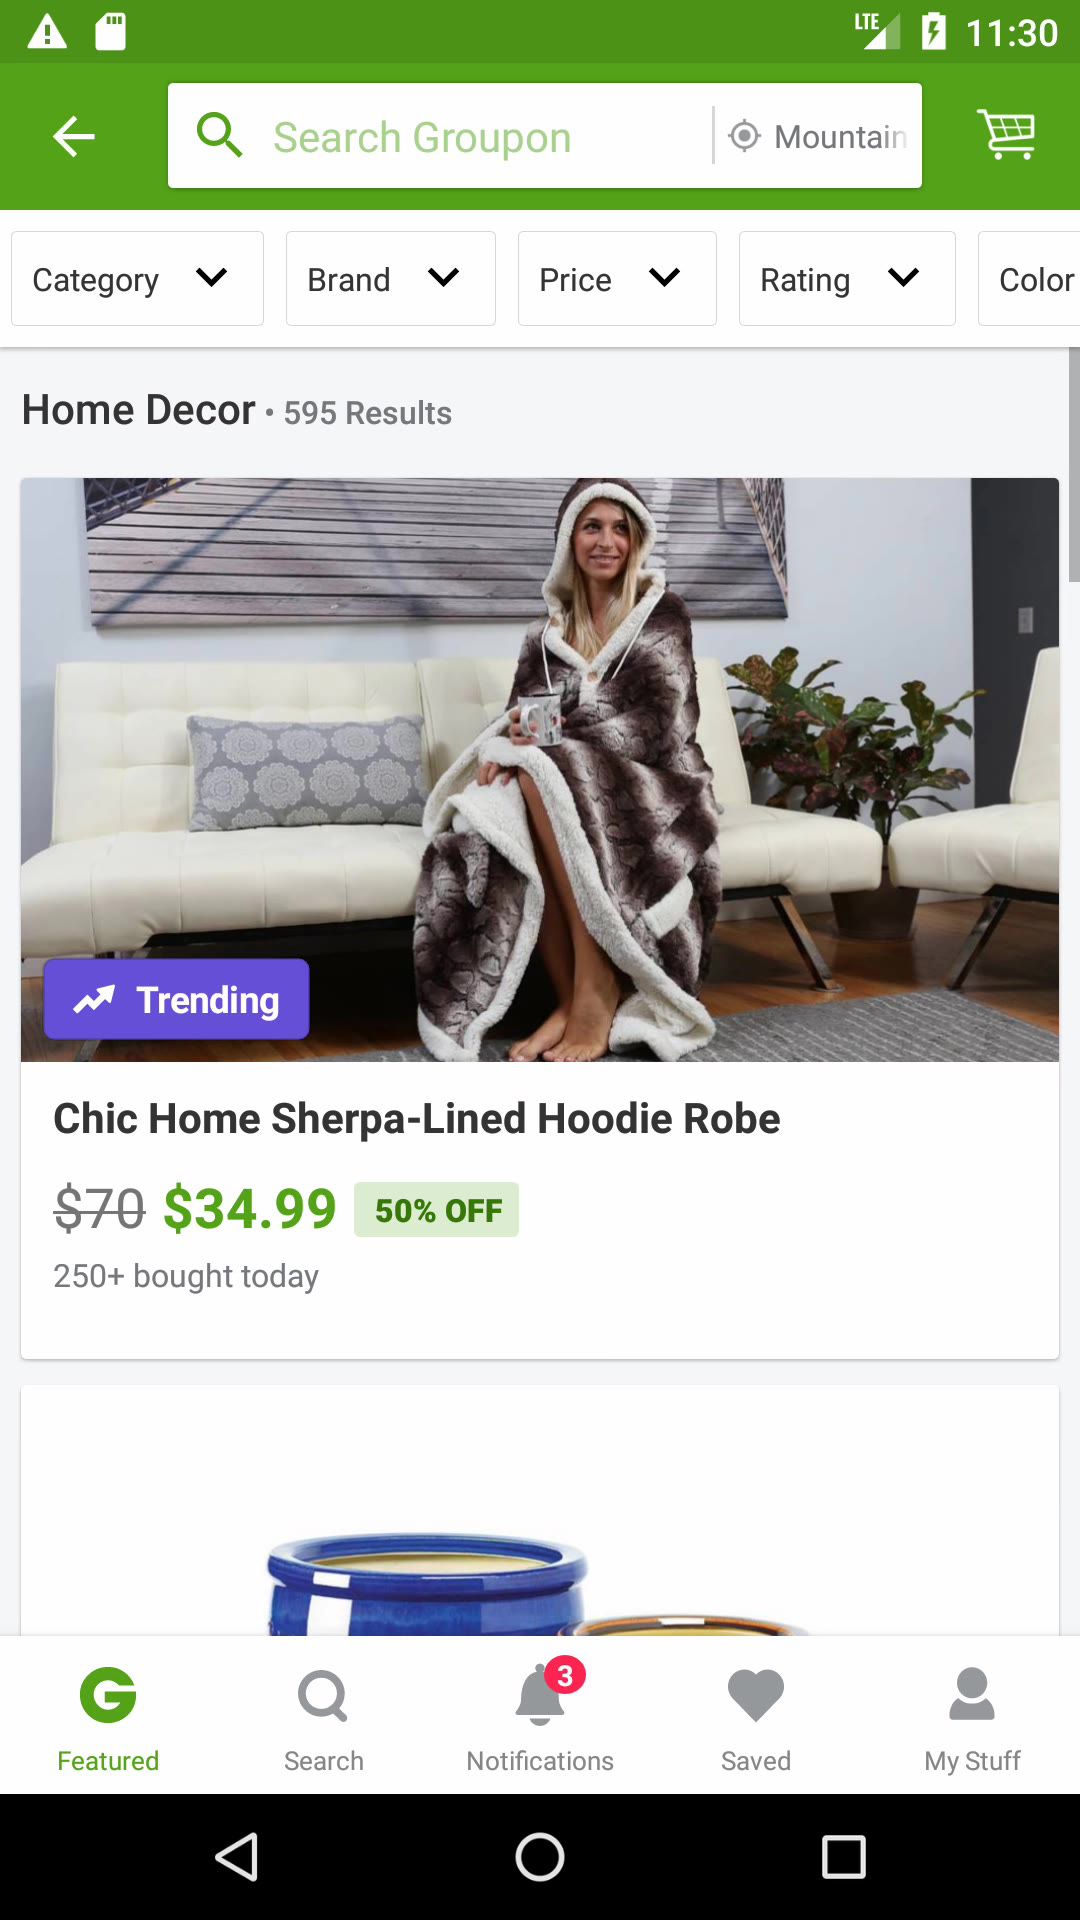 LTE 11:30
Search Groupon Mountain
Category Brand Price Rating Color
Home Decor • 595 Results
Trending
Chic Home Sherpa-Lined Hoodie Robe
$70 $34.99 50% OFF
250+ bought today
3
Featured Search Notifications Saved My Stuff